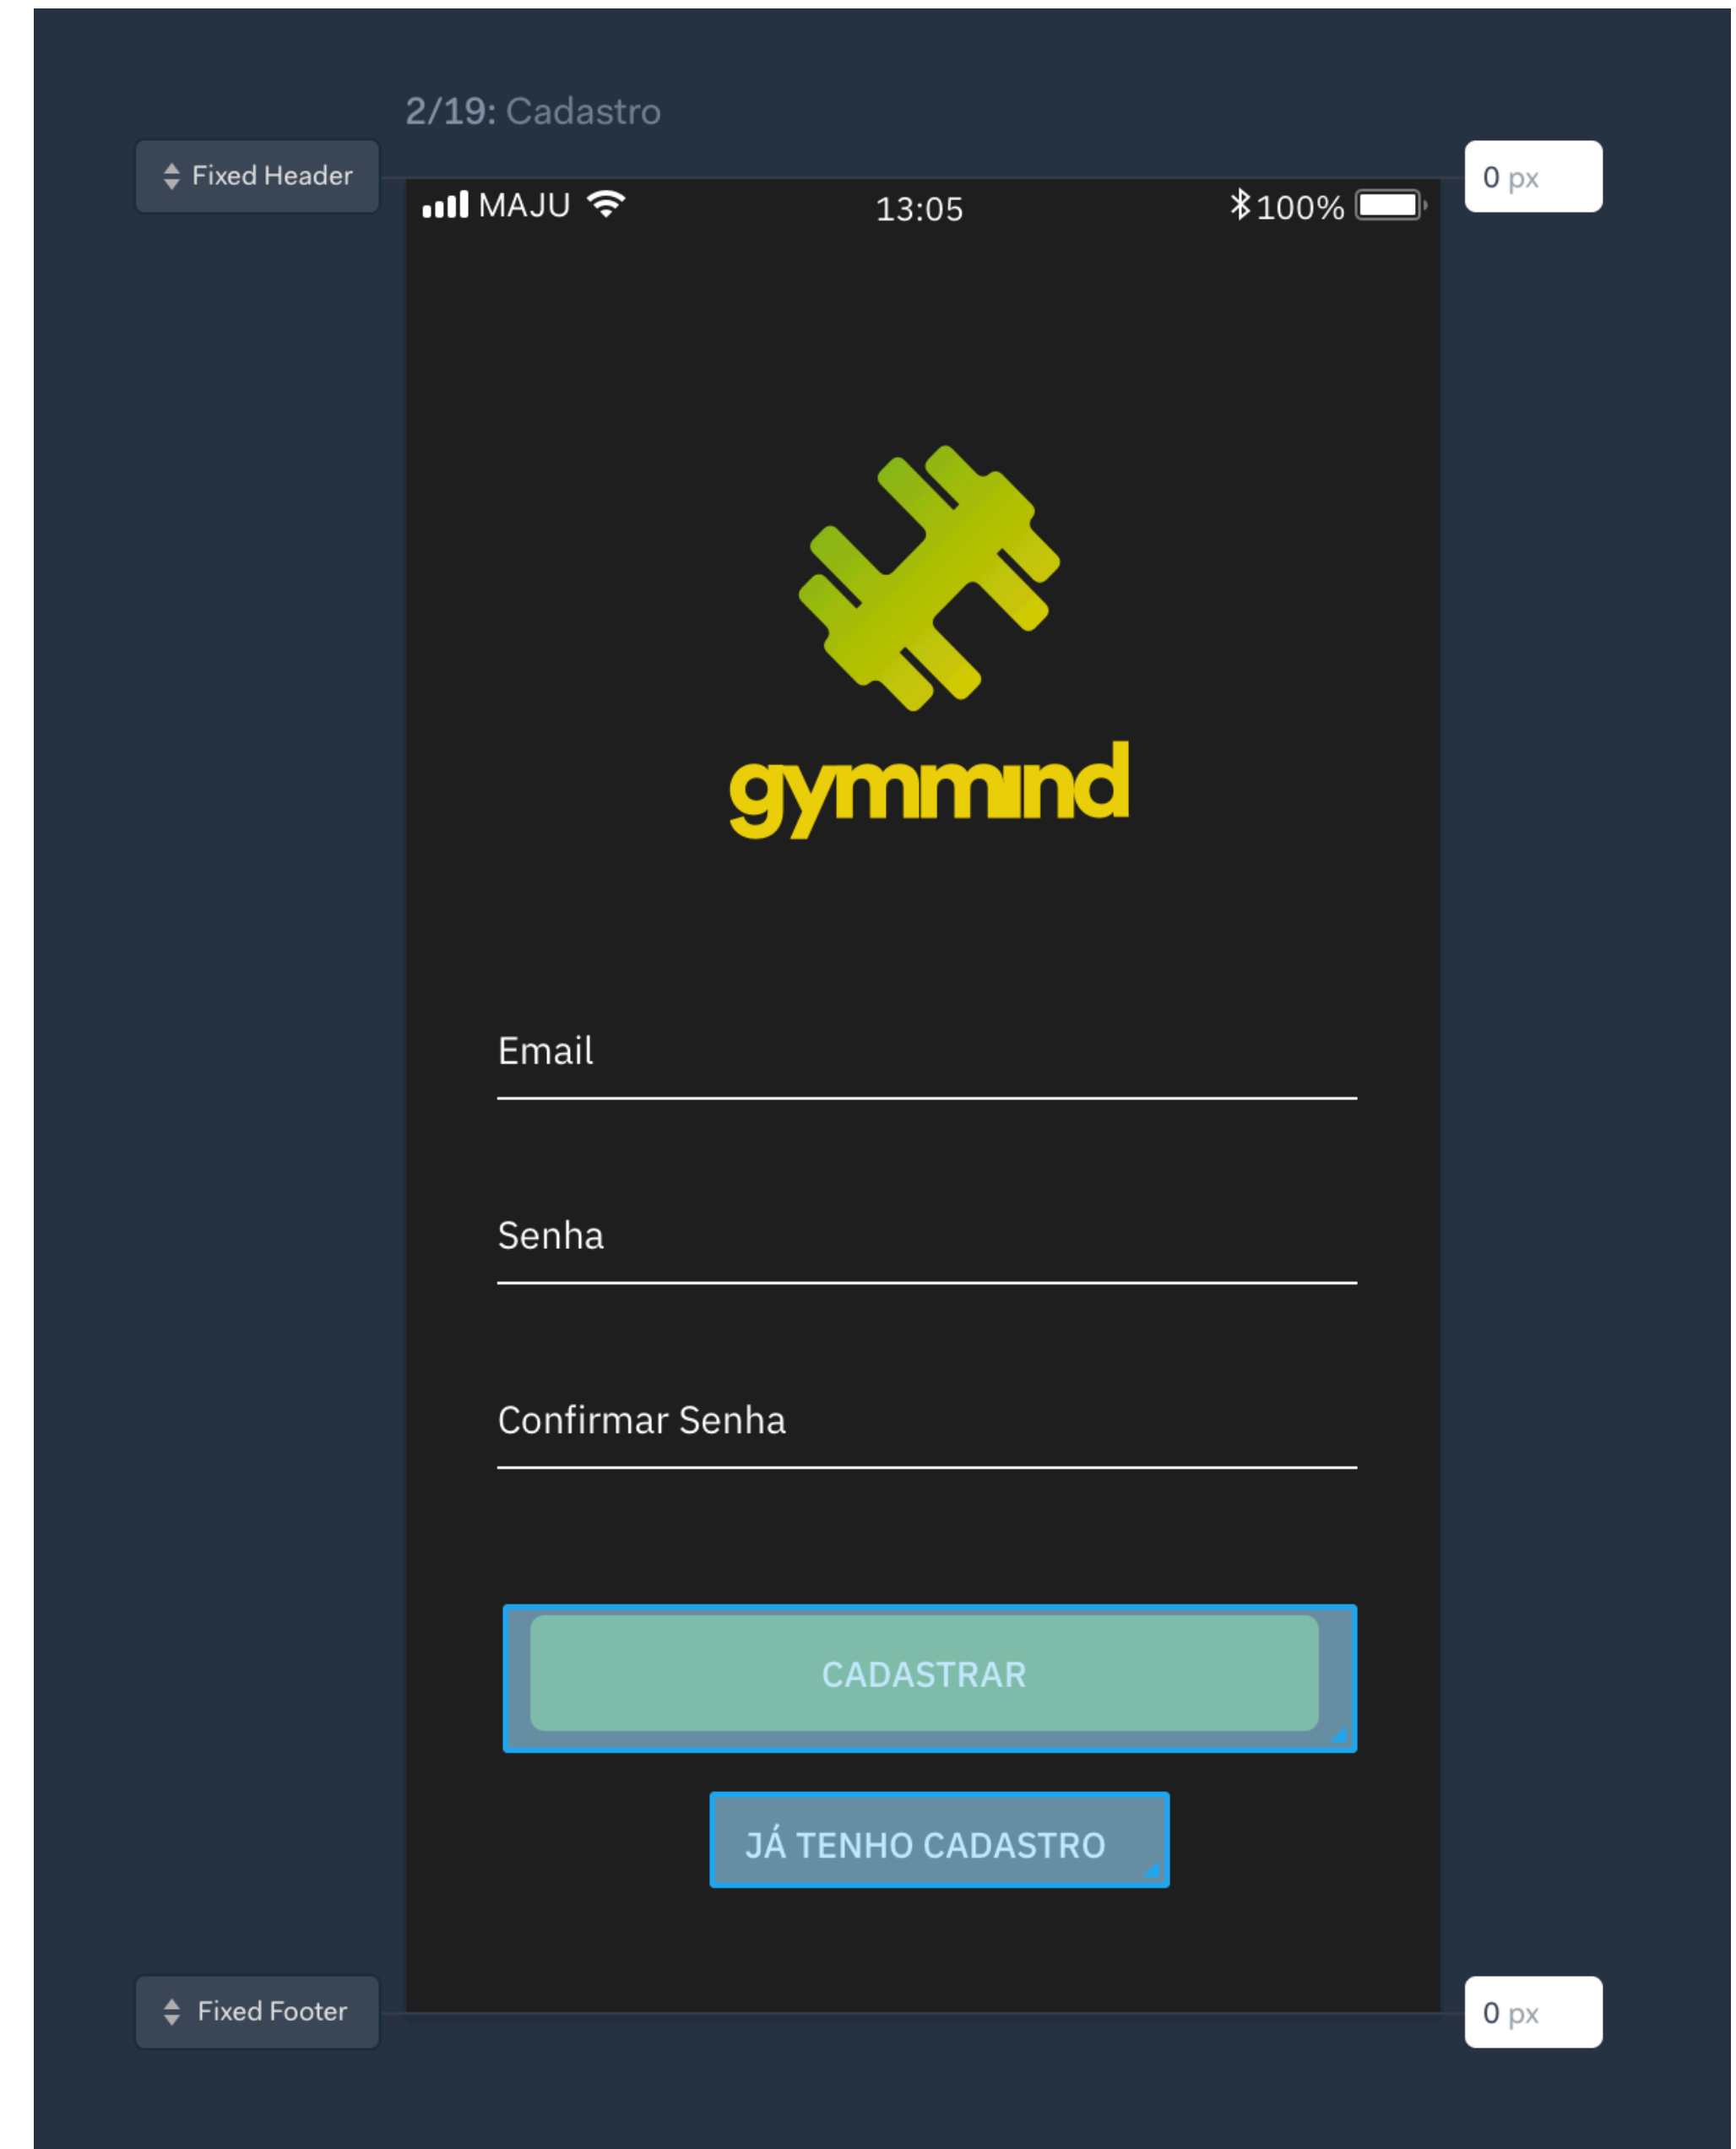 2/19: Cadastro
Fixed Header
0 px
MAJU 13:05 100%
gymmind
Email
Senha
Confirmar Senha
CADASTRAR
JÁ TENHO CADASTRO
Fixed Footer
0 px